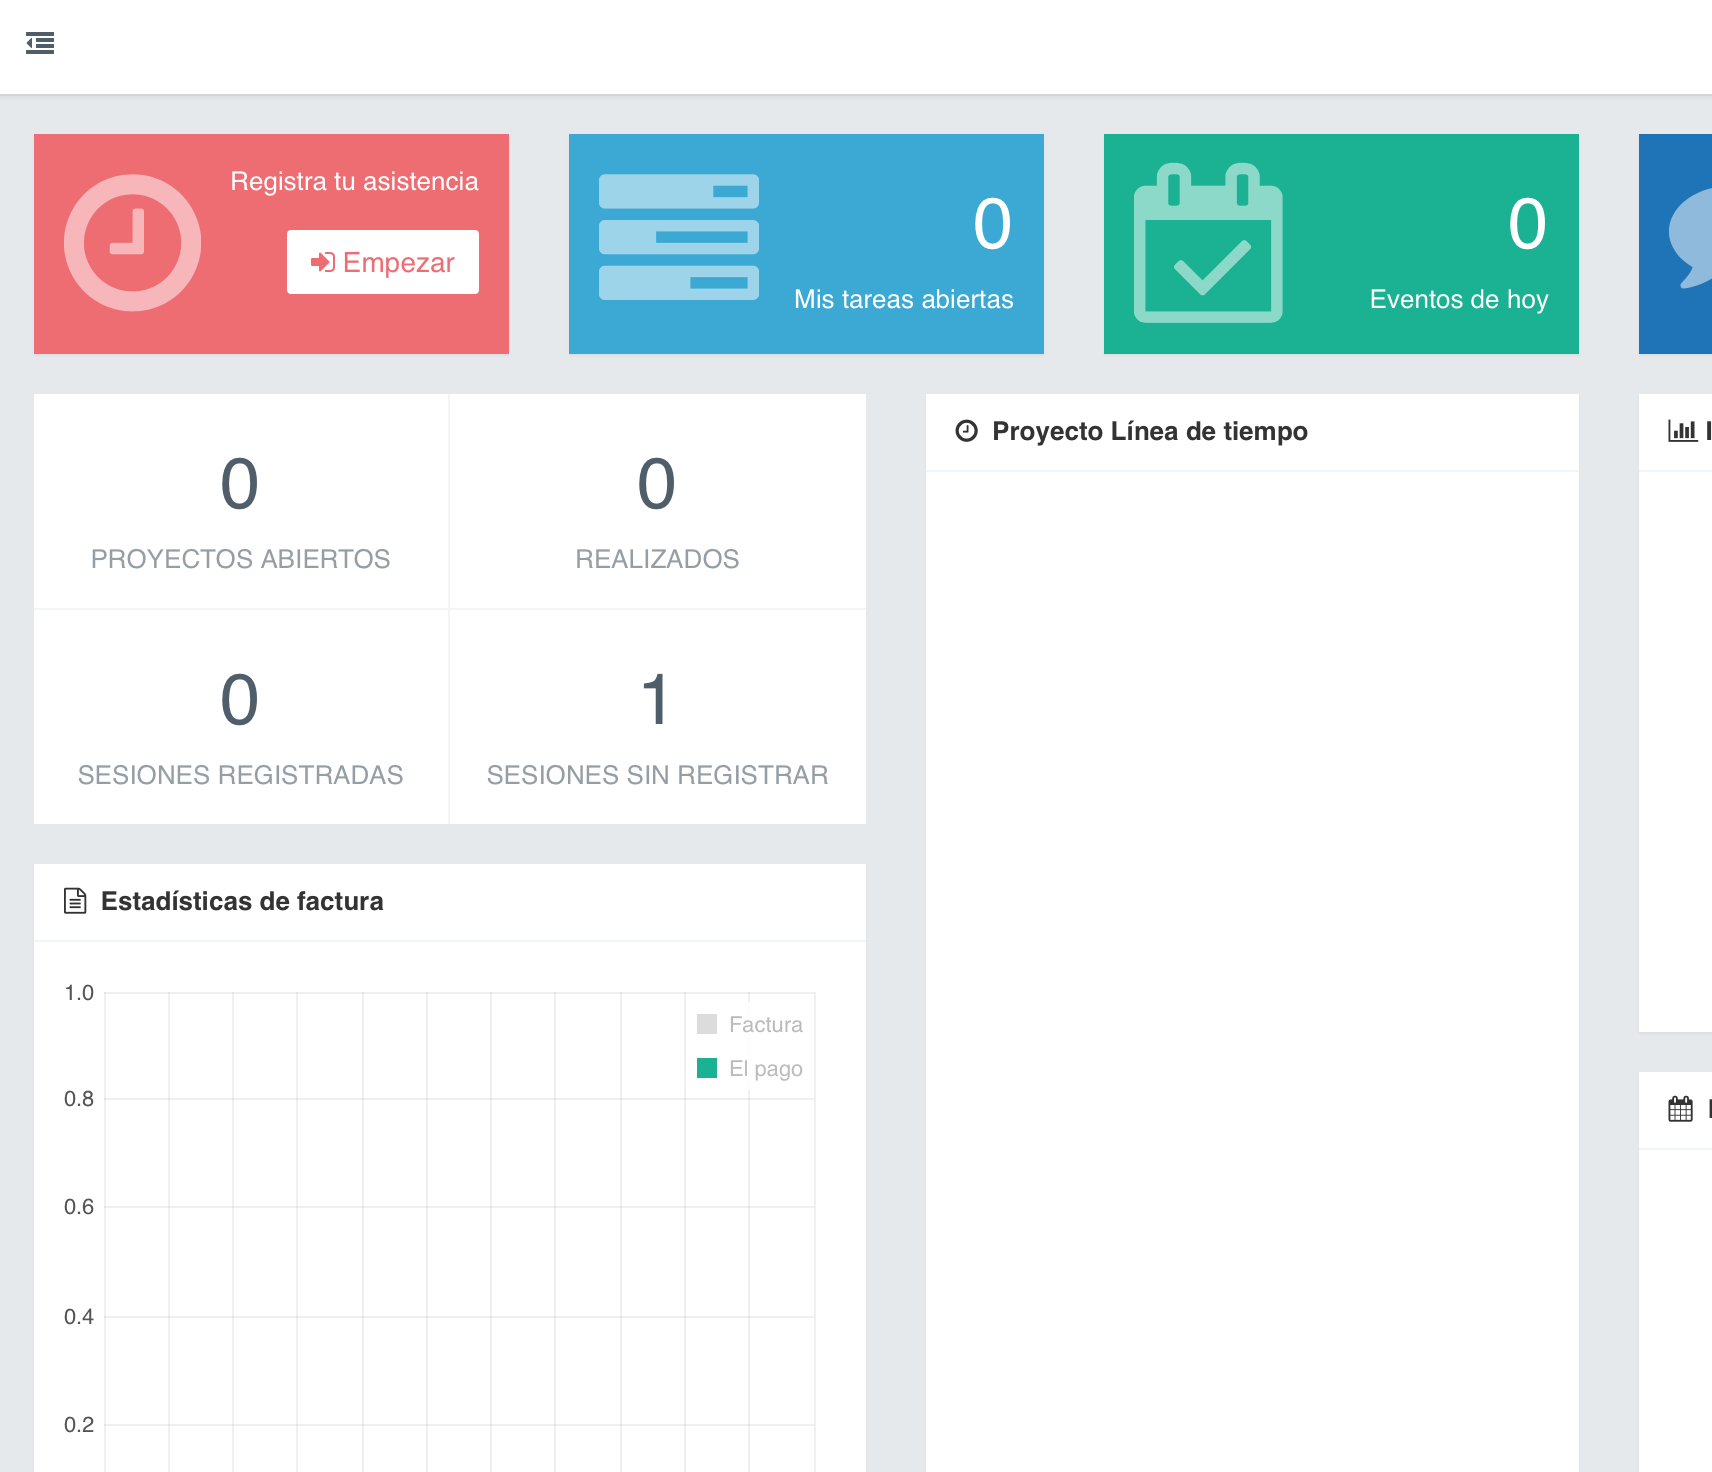 Registra tu asistencia
Empezar
0
Mis tareas abiertas
0
Eventos de hoy
0
PROYECTOS ABIERTOS
0
REALIZADOS
0
SESIONES REGISTRADAS
1
SESIONES SIN REGISTRAR
Proyecto Línea de tiempo
Estadísticas de factura
1.0
0.8
0.6
0.4
0.2
Factura
El pago